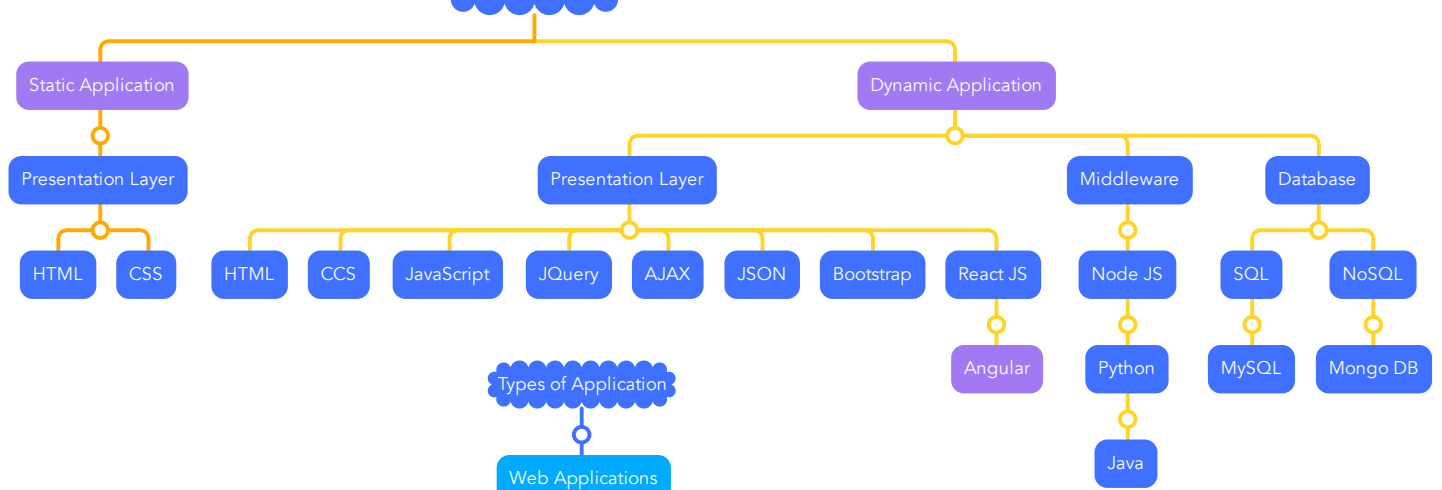 Static Application
Dynamic Application
Presentation Layer
Presentation Layer
Middleware
Database
HTML
CSS
HTML
CCS
JavaScript
JQuery
AJAX
JSON
Bootstrap
React JS
Node JS
SQL
NoSQL
Angular
Python
MySQL
Mongo DB
Types of Application
Java
Web Applications